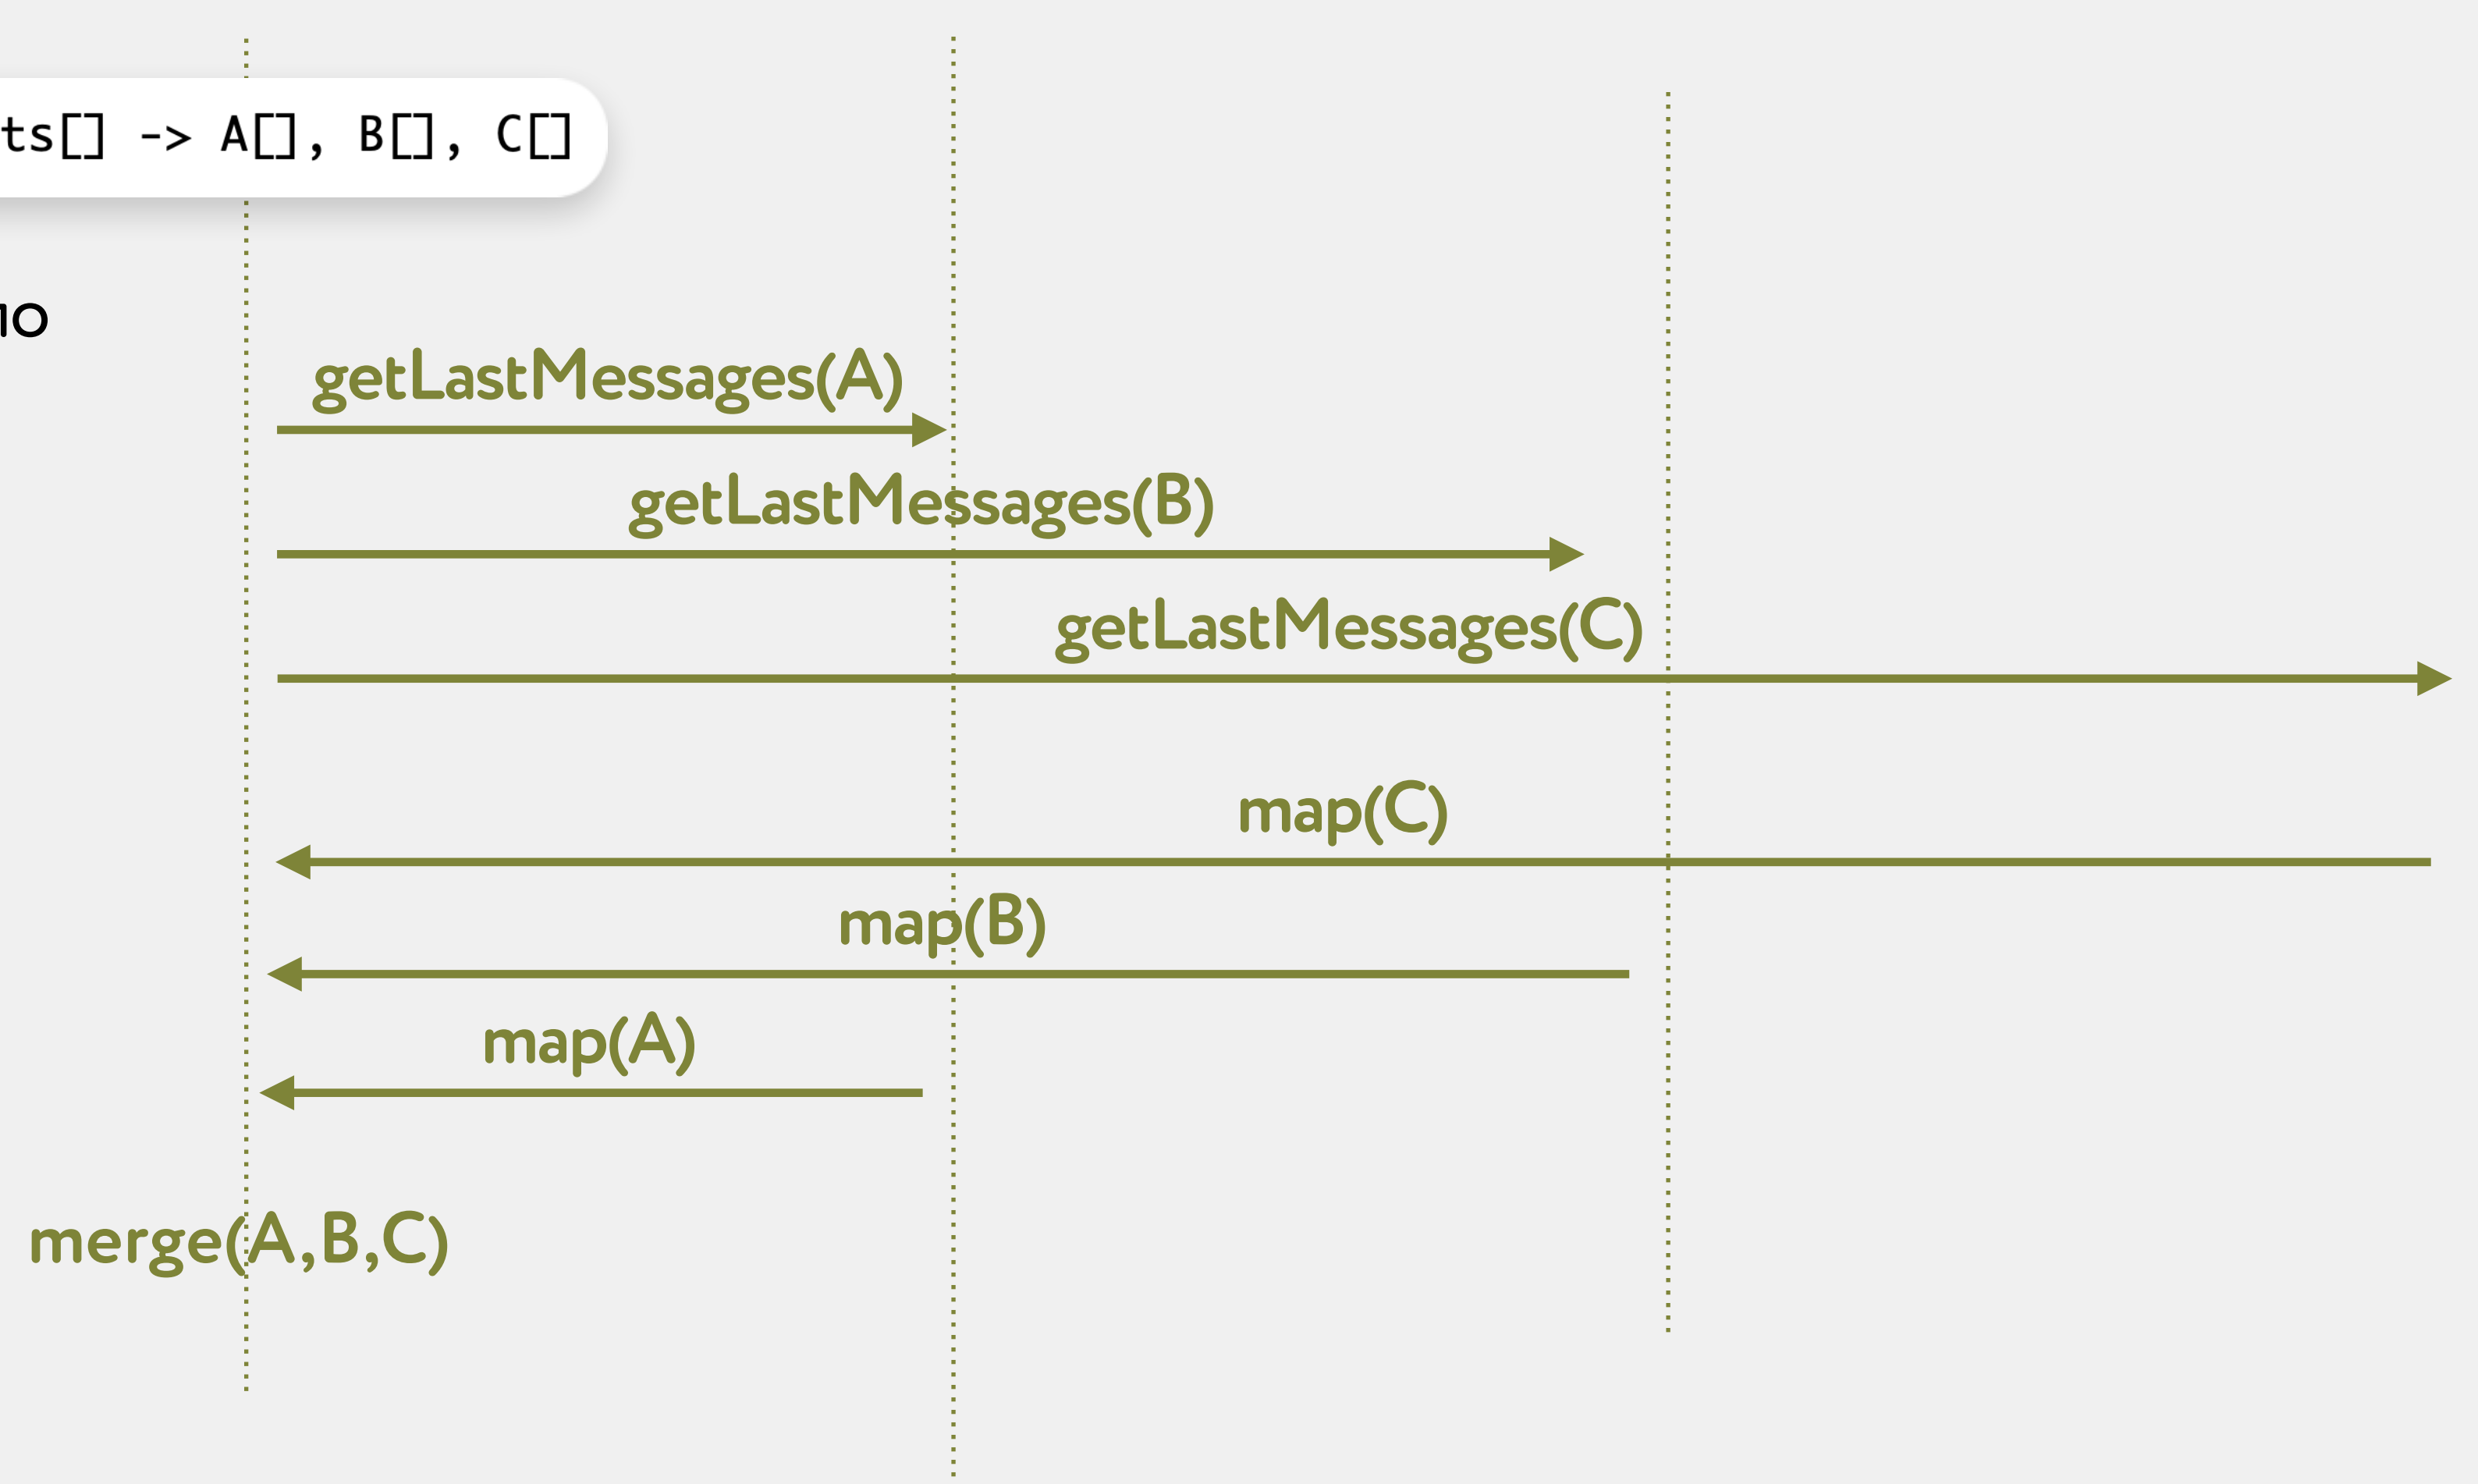 ts[] -> A[], B[], C[]
getLastMessages(A)
getLastMessages(B)
getLastMessages(C)
map(C)
map(B)
map(A)
merge(A,B,C)